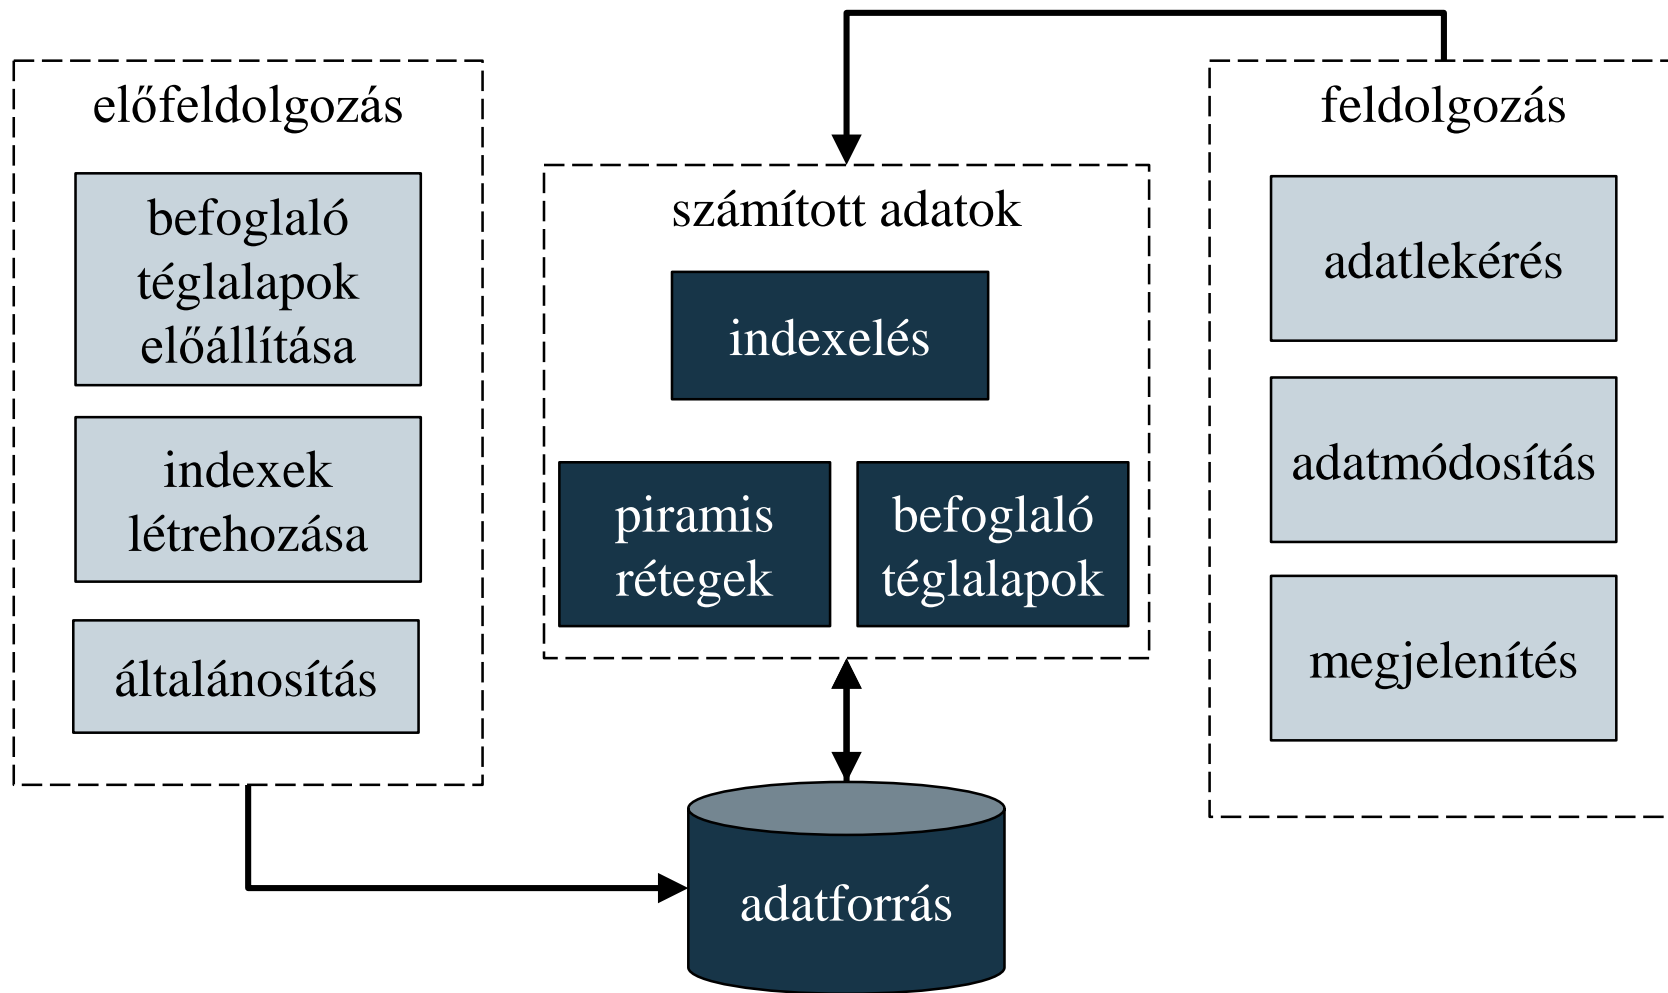 előfeldolgozás
befoglaló
téglalapok
előállítása
indexek
létrehozása
általánosítás
számított adatok
indexelés
piramis
rétegek
befoglaló
téglalapok
adatforrás
feldolgozás
adatlekérés
adatmódosítás
megjelenítés